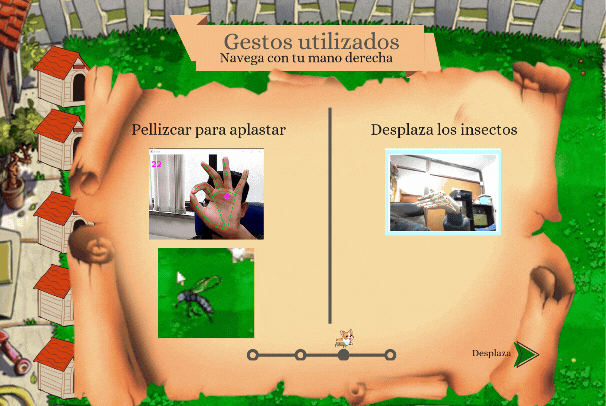 Gestos utilizados
Navega con tu mano derecha
Pellizcar para aplastar
Desplaza los insectos
22
Desplaza